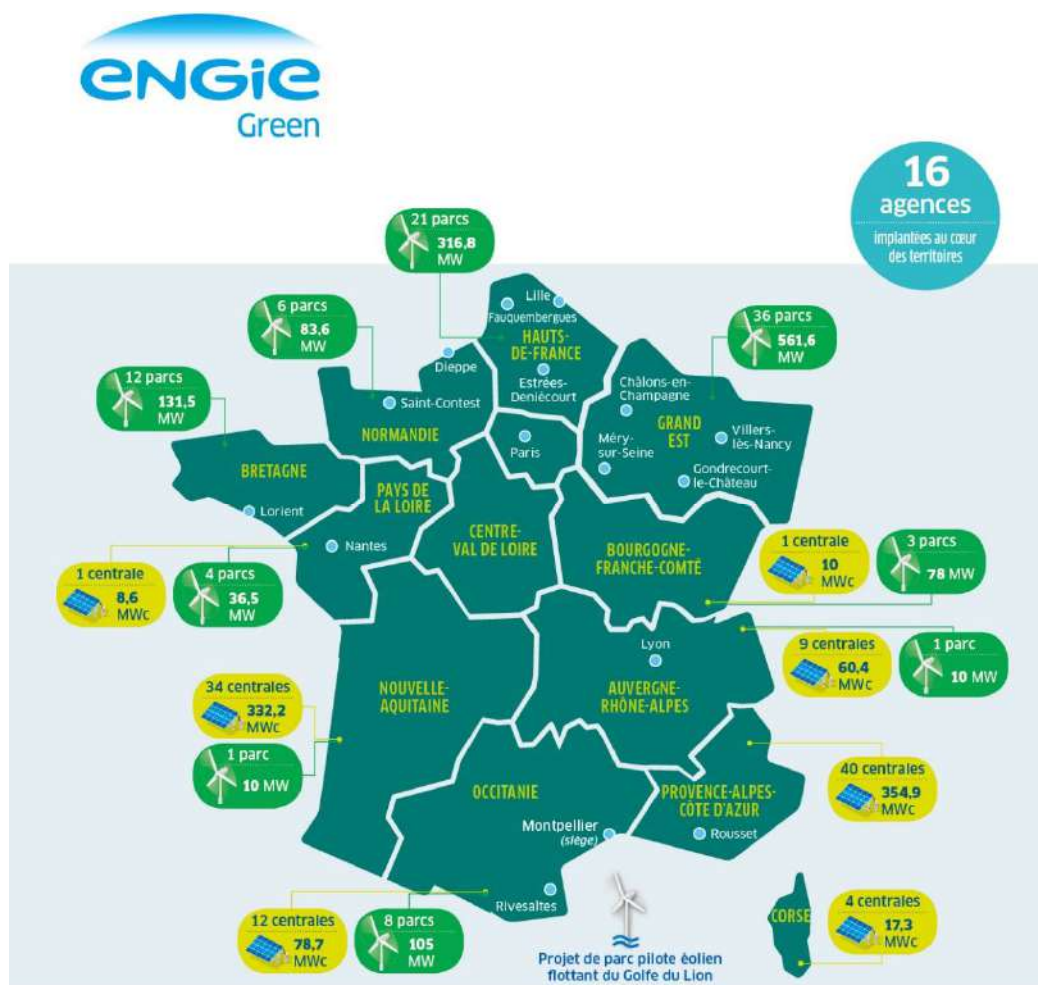 ENGIE
Green
16
agences
implantées au cœur
des territoires
21 parcs
316,8
MW
6 parcs
83,6
MW
36 parcs
561,6
MW
12 parcs
131,5
MW
Lille
Fauquembergues
HAUTS-
DE-FRANCE
Estrées-
Deniécourt
Dieppe
Saint-Contest
NORMANDIE
Paris
Châlons-en-
Champagne
GRAND
EST
Villers-
lès-Nancy
Méry-
sur-Seine
Gondrecourt-
le-Château
BRETAGNE
Lorient
PAYS DE
LA LOIRE
Nantes
CENTRE-
VAL DE LOIRE
BOURGOGNE-
FRANCHE-COMTÉ
1 centrale
10
MWc
3 parcs
78 MW
1 centrale
8,6
MWc
4 parcs
36,5
MW
Lyon
AUVERGNE-
RHÔNE-ALPES
9 centrales
60,4
MWc
1 parc
10 MW
34 centrales
332,2
MWc
1 parc
10 MW
NOUVELLE-
AQUITAINE
OCCITANIE
Montpellier
(siège)
Rivesaltes
PROVENCE-ALPES-
CÔTE D'AZUR
Rousset
40 centrales
354,9
MWc
12 centrales
78,7
MWc
8 parcs
105
MW
Projet de parc pilote éolien
flottant du Golfe du Lion
CORSE
4 centrales
17,3
MWc